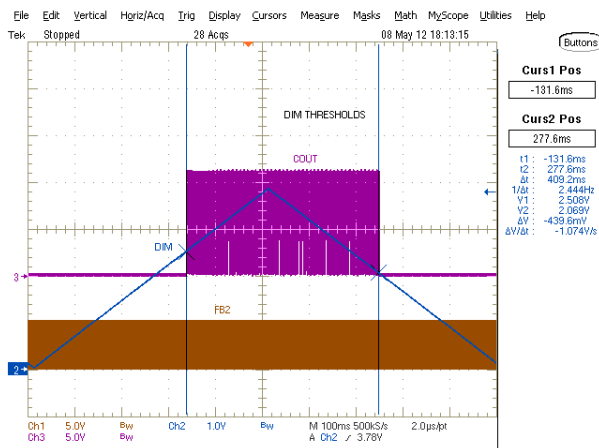 File Edit Vertical Horiz/Acq Trig Display Cursors Measure Masks Math MyScope Utilities Help
Tek Stopped 28 Acqs 08 May 12 18:13:15
Buttons
Curs1 Pos
-131.6ms
Curs2 Pos
277.6ms
t1: -131.6ms
t2: 277.6ms
Δt: 409.2ms
1/Δt: 2.444Hz
V1: 2.508V
V2: 2.069V
ΔV: -439.6mV
ΔV/Δt: -1.074V/s
DIM THRESHOLDS
COUT
DIM
3
FB2
2
Ch1 5.0V Bw Ch2 1.0V Bw M 100ms 500kS/s 2.0µs/pt
Ch3 5.0V Bw A Ch2 / 3.78V